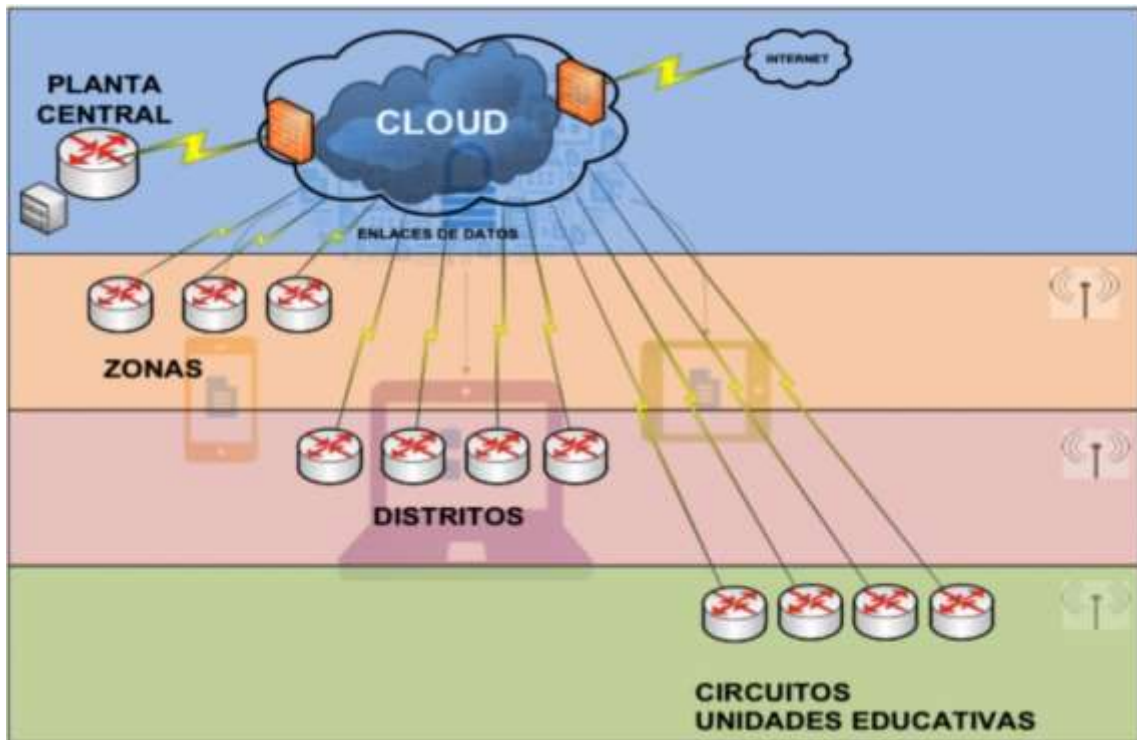 PLANTA
CENTRAL
CLOUD
INTERNET
ENLACES DE DATOS
ZONAS
DISTRITOS
CIRCUITOS
UNIDADES EDUCATIVAS